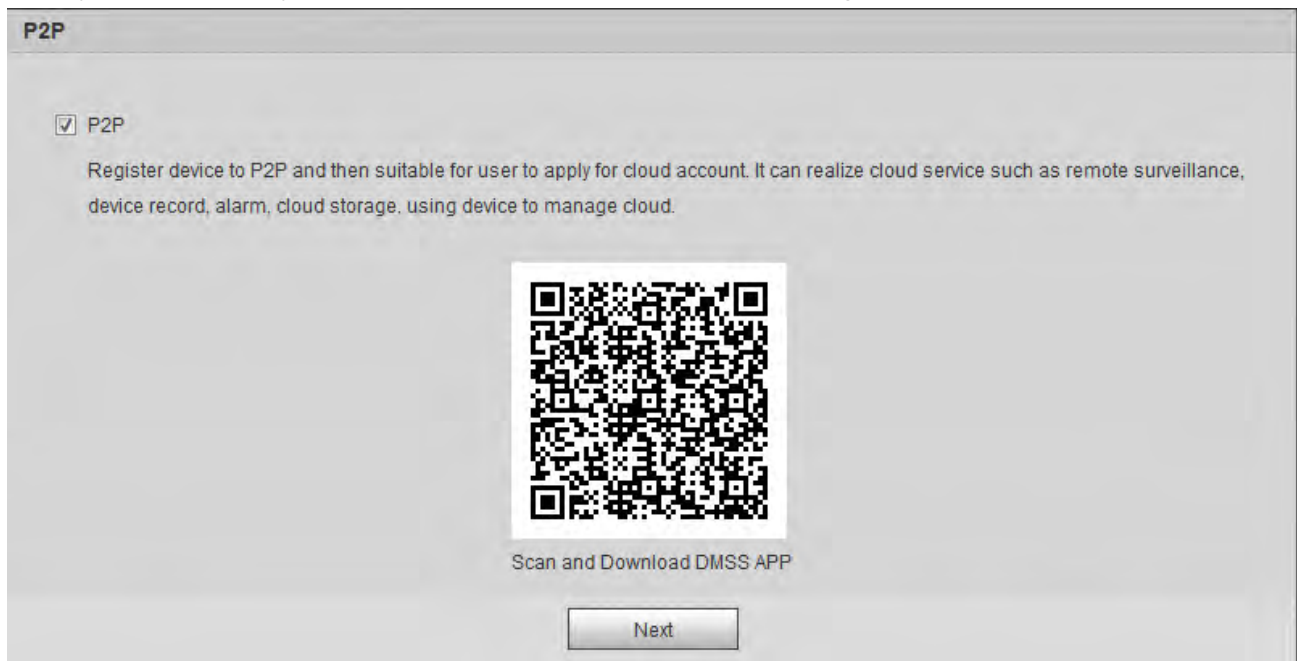 P2P
P2P
Register device to P2P and then suitable for user to apply for cloud account. It can realize cloud service such as remote surveillance,
device record, alarm, cloud storage. using device to manage cloud.
Scan and Download DMSS APP
Next